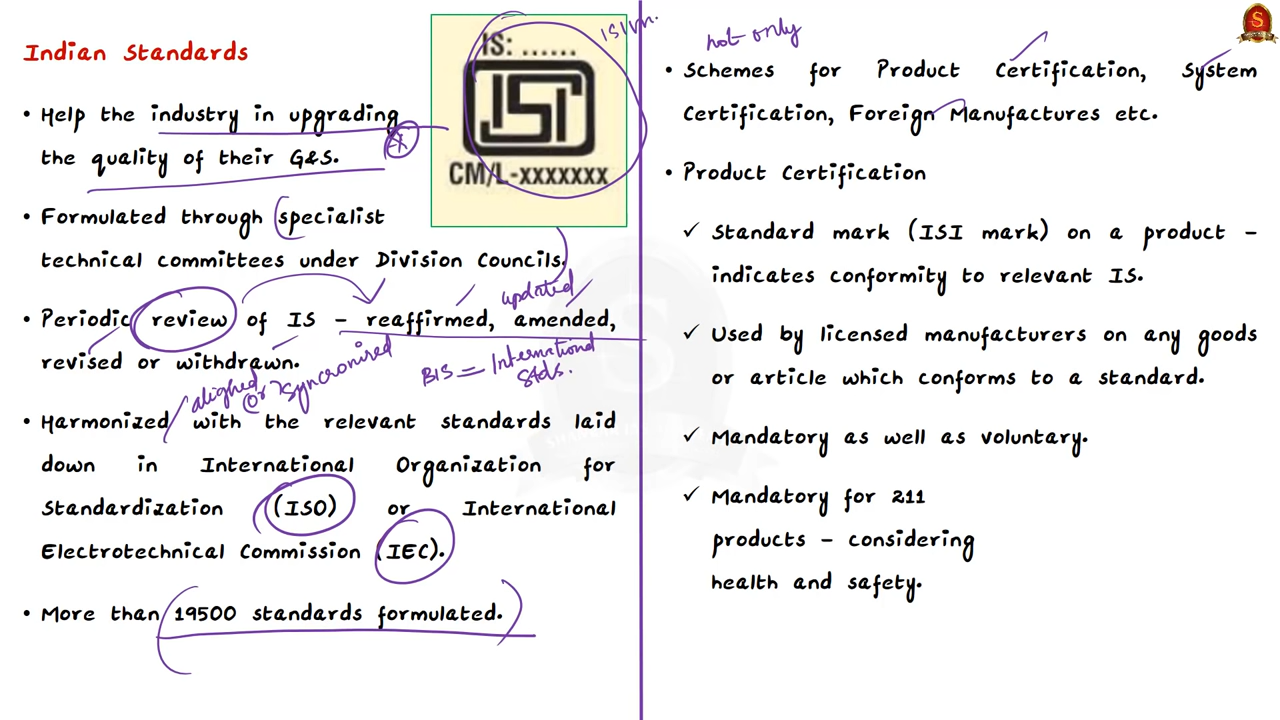 Indian Standards
• Help the industry in upgrading
the quality of their G&S.
• Formulated through specialist
technical committees under Division Councils.
updated
• Periodic review of IS – reaffirmed, amended,
revised or withdrawn.
aligned
or syncronised
BIS = International
Stds.
• Harmonized with the relevant standards laid
down in International Organization for
Standardization (ISO) or International
Electrotechnical Commission (IEC).
• More than 19500 standards formulated.
IS: ......
ISI
CM/L-xxxxxxx
not only
• Schemes for Product Certification, System
Certification, Foreign Manufactures etc.
• Product Certification
✓ Standard mark (ISI mark) on a product –
indicates conformity to relevant IS.
✓ Used by licensed manufacturers on any goods
or article which conforms to a standard.
✓ Mandatory as well as voluntary.
✓ Mandatory for 211
products – considering
health and safety.
S